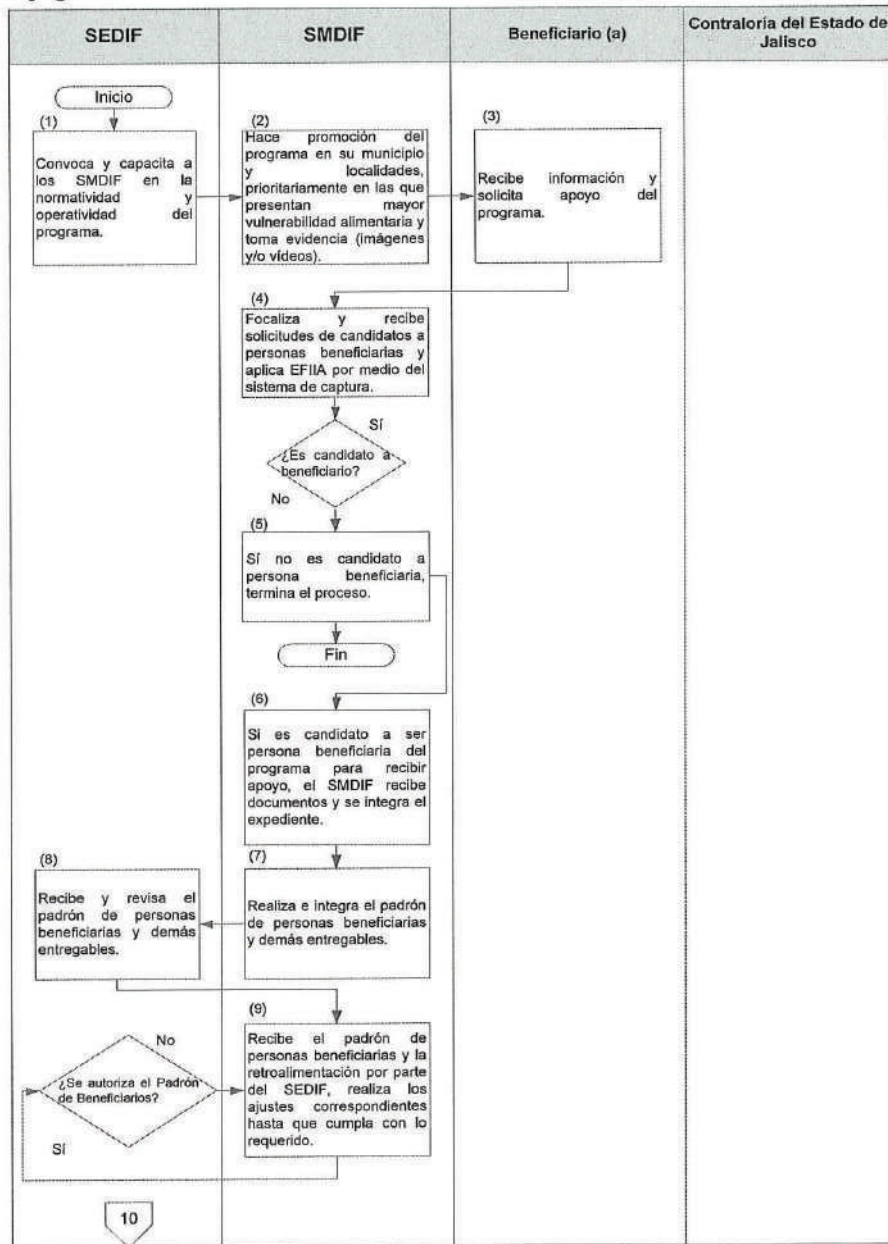 SEDIF
SMDIF
Beneficiario (a)
Contraloría del Estado de
Jalisco
Inicio
(1)
Convoca y capacita a
los SMDIF en la
normatividad y
operatividad del
programa.
(2)
Hace promoción del
programa en su municipio
y localidades,
prioritariamente en las que
presentan mayor
vulnerabilidad alimentaria y
toma evidencia (imágenes
y/o videos).
(3)
Recibe información y
solicita apoyo del
programa.
(4)
Focaliza y recibe
solicitudes de candidatos a
personas beneficiarias y
aplica EFIIA por medio del
sistema de captura.
Sí
¿Es candidato a
beneficiario?
No
(5)
Sí no es candidato a
persona beneficiaria,
termina el proceso.
Fin
(6)
Si es candidato a ser
persona beneficiaria del
programa para recibir
apoyo, el SMDIF recibe
documentos y se integra el
expediente.
(7)
Realiza e integra el padrón
de personas beneficiarias
y demás entregables.
(8)
Recibe y revisa el
padrón de personas
beneficiarias y demás
entregables.
(9)
Recibe el padrón de
personas beneficiarias y la
retroalimentación por parte
del SEDIF, realiza los
ajustes correspondientes
hasta que cumpla con lo
requerido.
No
¿Se autoriza el Padrón
de Beneficiarios?
Sí
10